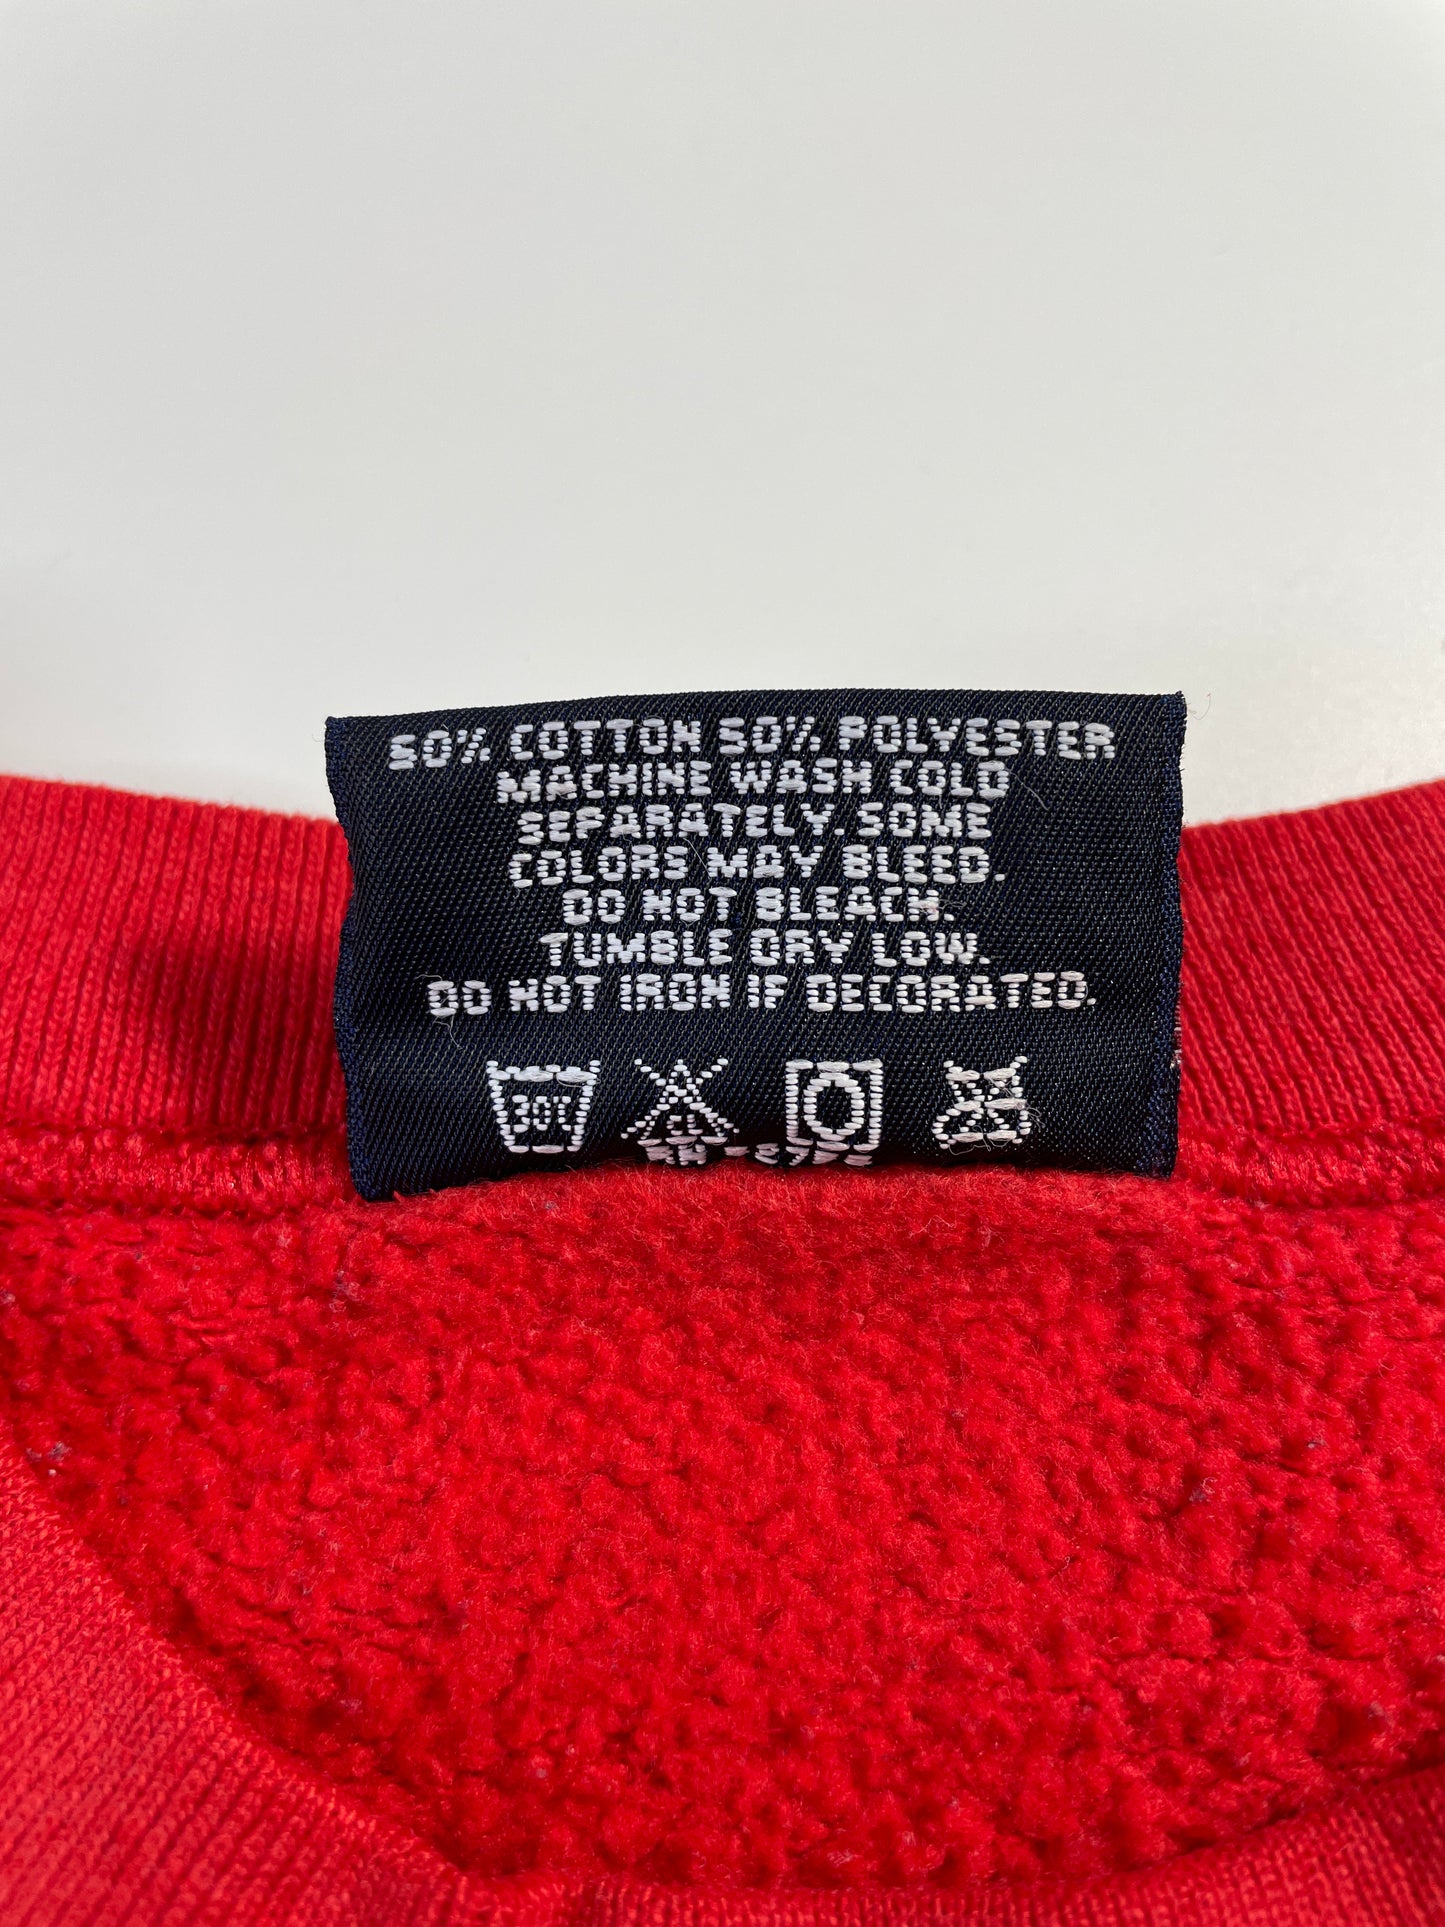 50% COTTON 50% POLYESTER
MACHINE WASH COLD
SEPARATELY. SOME
COLORS MAY BLEED.
DO NOT BLEACH.
TUMBLE DRY LOW.
DO NOT IRON IF DECORATED.
30°C
CL